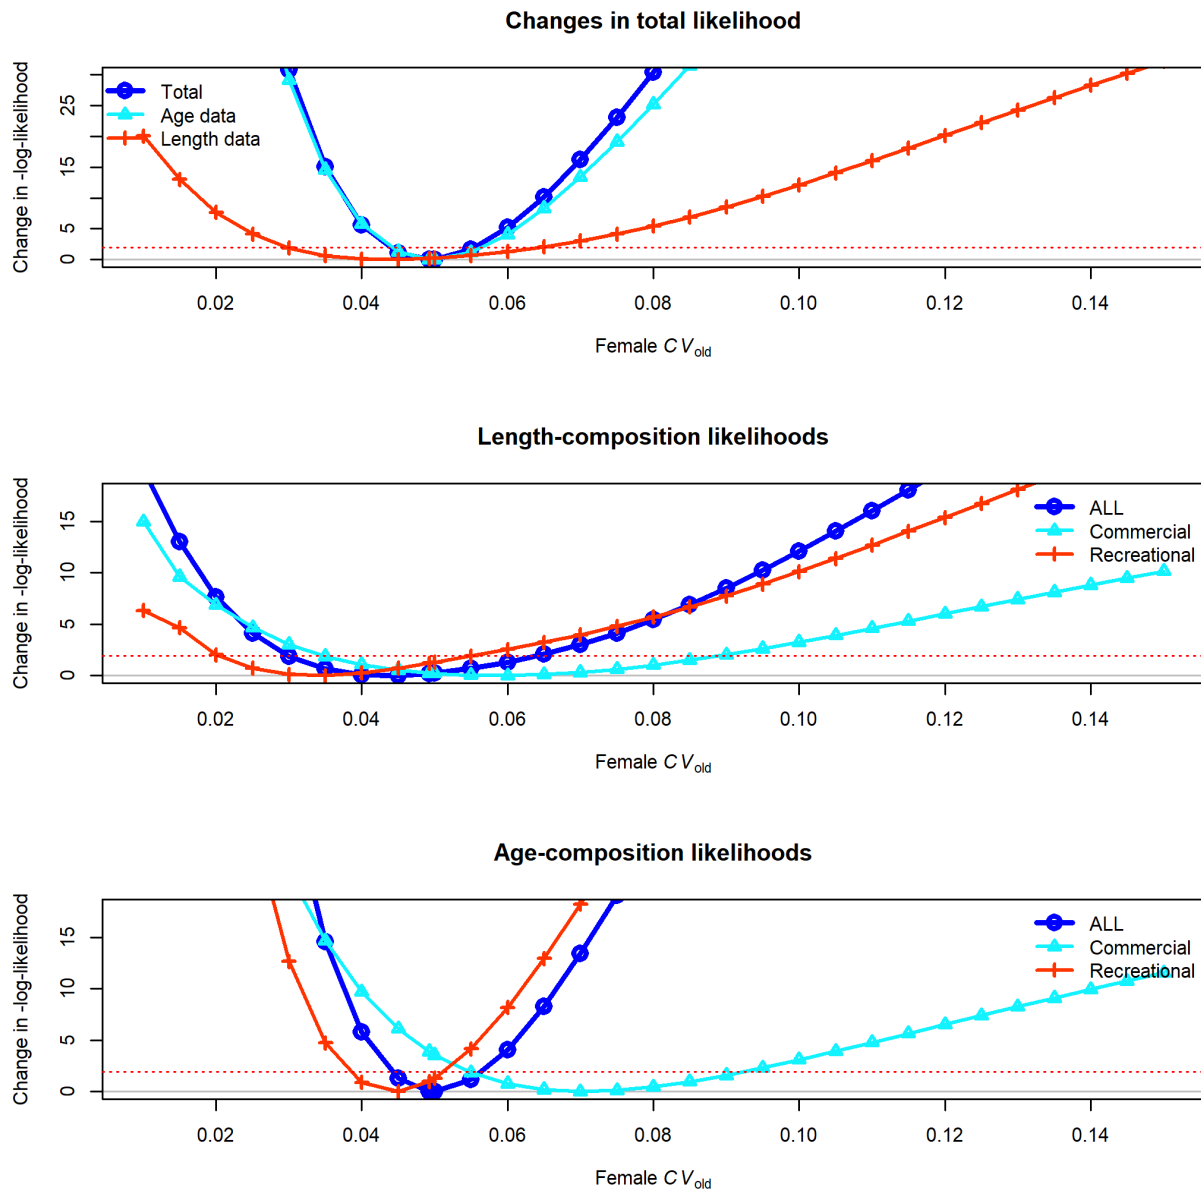 Changes in total likelihood
Change in -log-likelihood
25
15
5
0
Total
Age data
Length data
0.02 0.04 0.06 0.08 0.10 0.12 0.14
Female CVold
Length-composition likelihoods
Change in -log-likelihood
15
10
5
0
ALL
Commercial
Recreational
0.02 0.04 0.06 0.08 0.10 0.12 0.14
Female CVold
Age-composition likelihoods
Change in -log-likelihood
15
10
5
0
ALL
Commercial
Recreational
0.02 0.04 0.06 0.08 0.10 0.12 0.14
Female CVold